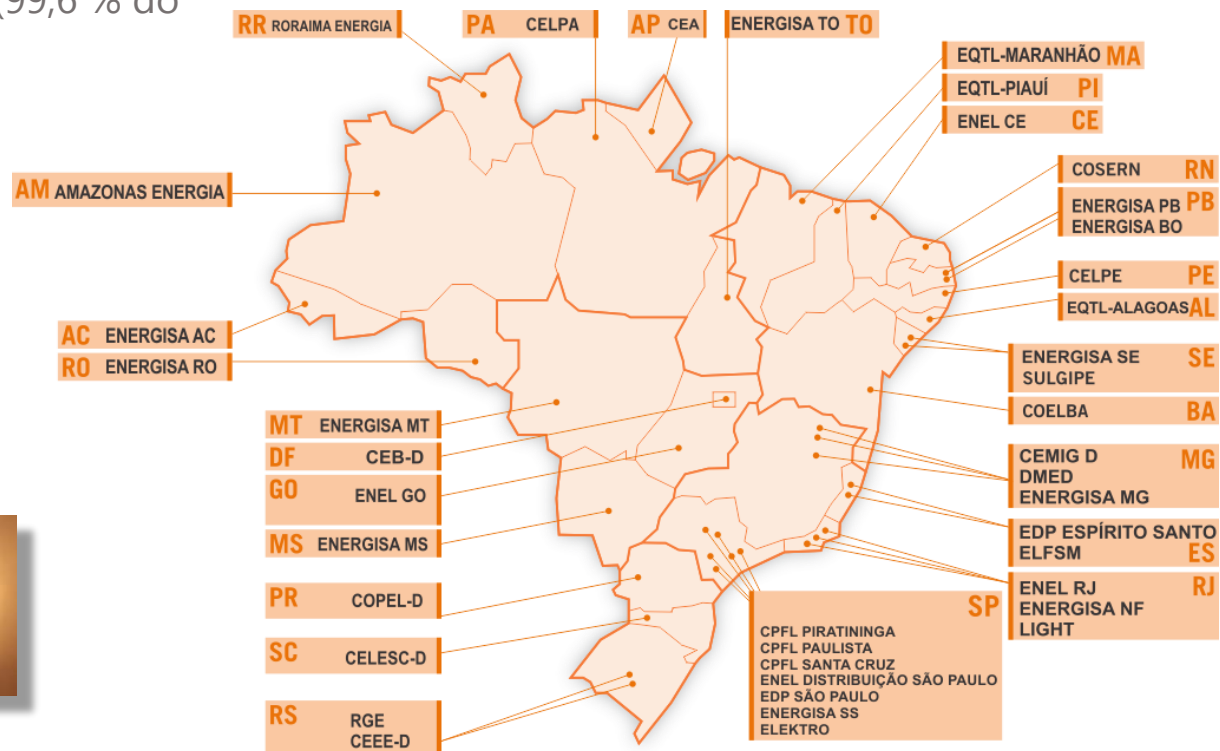 (99,6 % do
RR RORAIMA ENERGIA
PA CELPA
AP CEA
ENERGISA TO TO
EQTL-MARANHÃO MA
EQTL-PIAUÍ PI
ENEL CE CE
COSERN RN
ENERGISA PB PB
ENERGISA BO
CELPE PE
EQTL-ALAGOAS AL
ENERGISA SE SE
SULGIPE
COELBA BA
CEMIG D MG
DMED
ENERGISA MG
EDP ESPÍRITO SANTO
ELFSM ES
ENEL RJ RJ
ENERGISA NF
LIGHT
SP
CPFL PIRATININGA
CPFL PAULISTA
CPFL SANTA CRUZ
ENEL DISTRIBUIÇÃO SÃO PAULO
EDP SÃO PAULO
ENERGISA SS
ELEKTRO
AM AMAZONAS ENERGIA
AC ENERGISA AC
RO ENERGISA RO
MT ENERGISA MT
DF CEB-D
GO ENEL GO
MS ENERGISA MS
PR COPEL-D
SC CELESC-D
RS RGE
CEEE-D